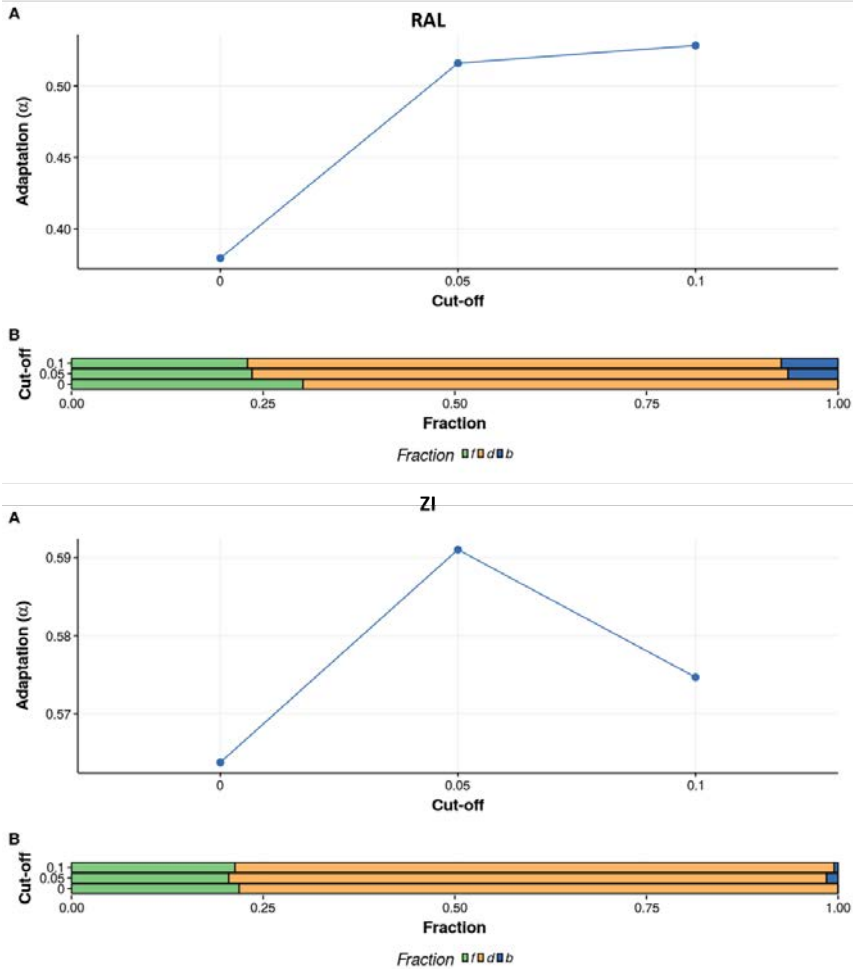 A
RAL
Adaptation (α)
0.50
0.45
0.40
0
0.05
0.1
Cut-off
B
Cut-off
0.1
0.05
0
0.00
0.25
0.50
0.75
1.00
Fraction
Fraction f d b
ZI
A
Adaptation (α)
0.59
0.58
0.57
0
0.05
0.1
Cut-off
B
Cut-off
0.1
0.05
0
0.00
0.25
0.50
0.75
1.00
Fraction
Fraction f d b